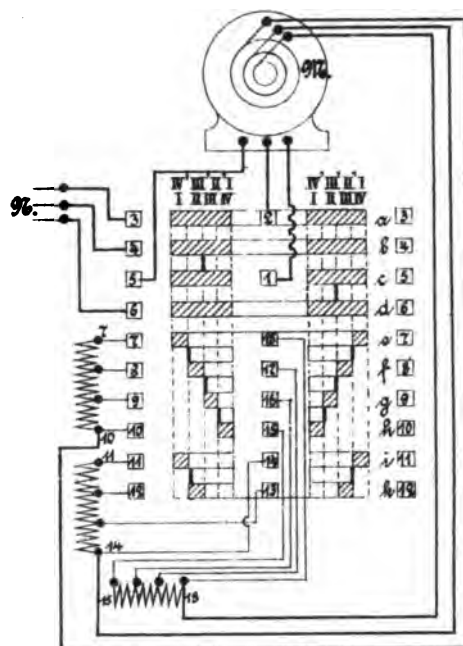 M.
IV III II I IV III II I
I II III IV I II III IV
N.
3 2 a 3
4 b 4
5 1 c 5
6 d 6
7 7 18 e 7
8 17 f 8
9 16 g 9
10 10 15 h 10
11 11 14 i 11
12 13 k 12
14
15 18